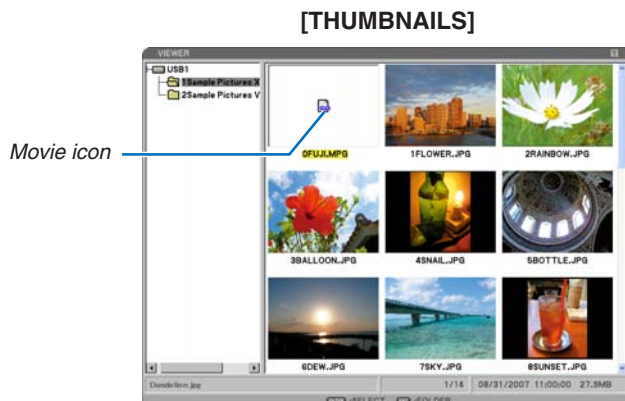 [THUMBNAILS]
VIEWER
USB1
1Sample Pictures X
2Sample Pictures V
Movie icon
0FUJI.MPG 1FLOWER.JPG 2RAINBOW.JPG
3BALLOON.JPG 4SNAIL.JPG 5BOTTLE.JPG
6DEW.JPG 7SKY.JPG 8SUNSET.JPG
Dandelion.jpg 1/14 08/31/2007 11:00:00 27.3MB
:SELECT :FOLDER